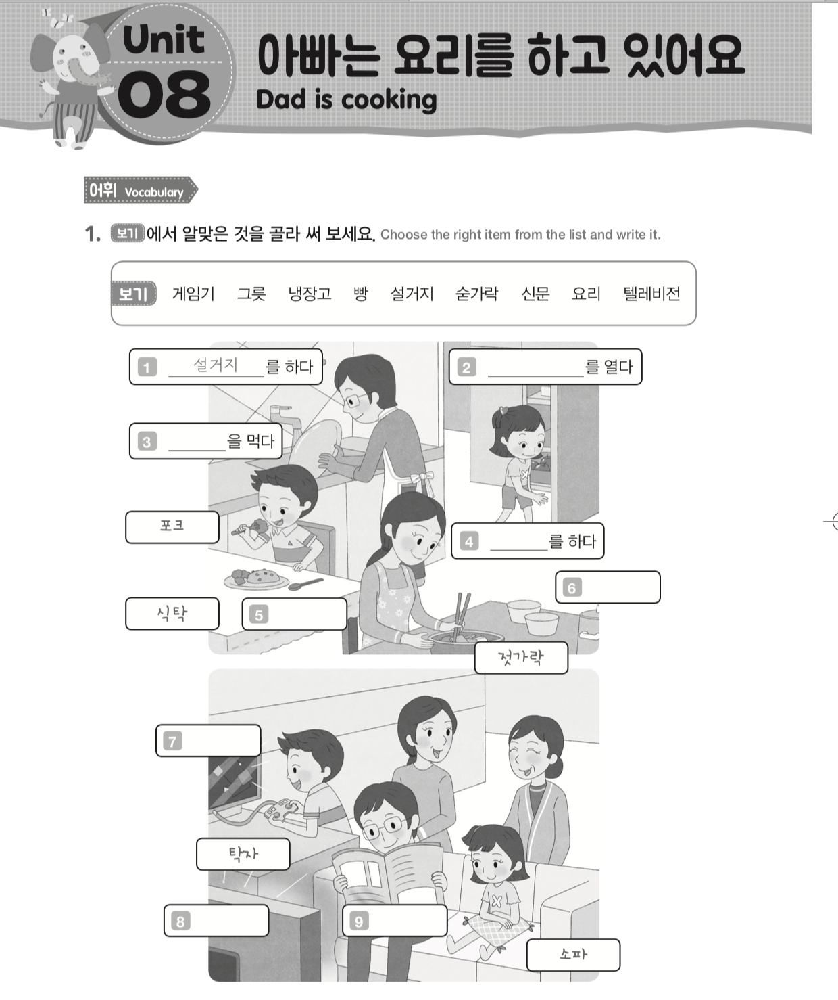 Unit
08
아빠는 요리를 하고 있어요
Dad is cooking
어휘 Vocabulary
1. 보기 에서 알맞은 것을 골라 써 보세요. Choose the right item from the list and write it.
보기 게임기 그릇 냉장고 빵 설거지 숟가락 신문 요리 텔레비전
1 설거지 를 하다
2 ____ 를 열다
3 ____ 을 먹다
포크
4 ____ 를 하다
6
식탁
5
젓가락
7
탁자
8
9
소파